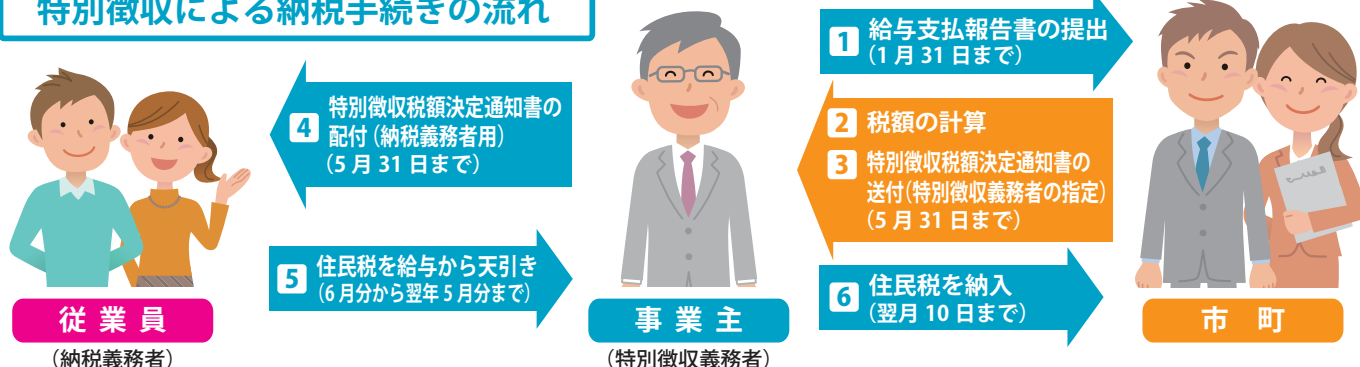 特別徴収による納税手続きの流れ
1 給与支払報告書の提出
(1月31日まで)
2 税額の計算
3 特別徴収税額決定通知書の
送付(特別徴収義務者の指定)
(5月31日まで)
4 特別徴収税額決定通知書の
配付(納税義務者用)
(5月31日まで)
5 住民税を給与から天引き
(6月分から翌年5月分まで)
6 住民税を納入
(翌月10日まで)
従業員
(納税義務者)
事業主
(特別徴収義務者)
市町